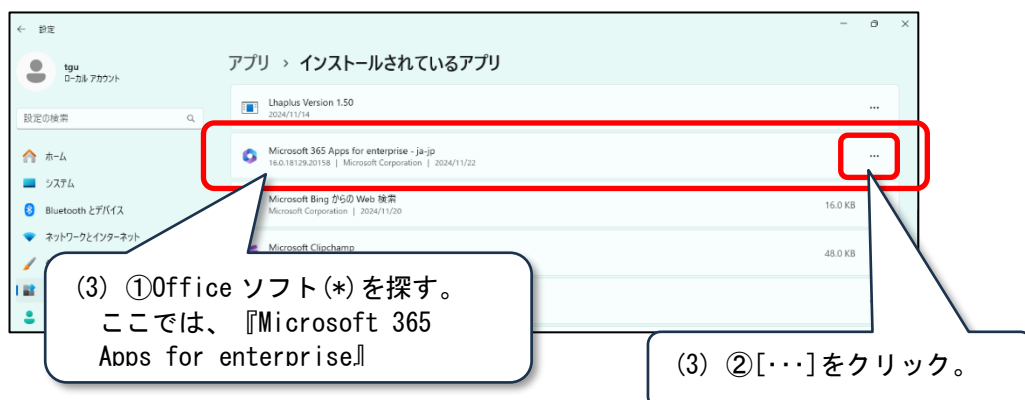 ← 設定
tgu
ローカル アカウント
設定の検索
ホーム
システム
Bluetooth とデバイス
ネットワークとインターネット
アプリ › インストールされているアプリ
Lhaplus Version 1.50
2024/11/14
Microsoft 365 Apps for enterprise - ja-jp
16.0.18129.20158 | Microsoft Corporation | 2024/11/22
Microsoft Bing からの Web 検索
Microsoft Corporation | 2024/11/20
16.0 KB
Microsoft Clipchamp
48.0 KB
(3) ①Office ソフト(*)を探す。
ここでは、『Microsoft 365
Apps for enterprise』
(3) ②[･･･]をクリック。